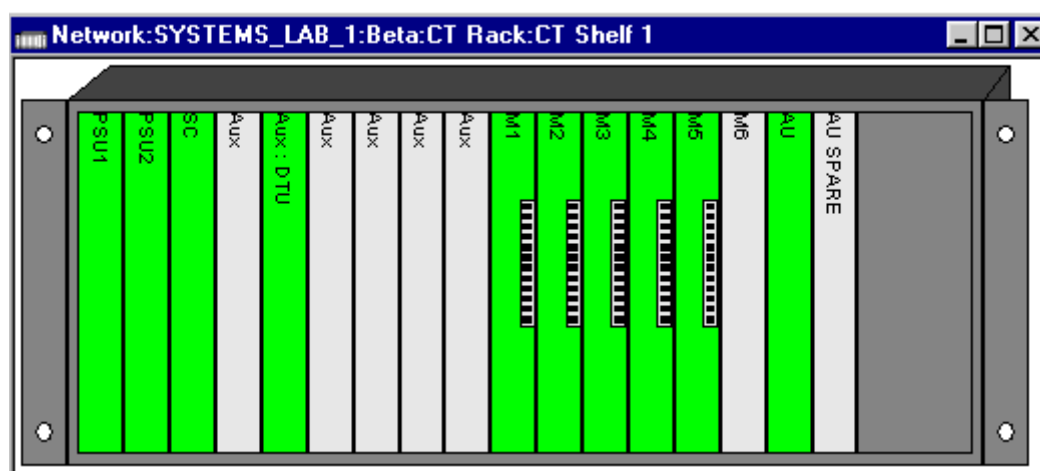 Network:SYSTEMS_LAB_1:Beta:CT Rack:CT Shelf 1
PSU1
PSU2
SC
Aux
Aux: DTU
Aux
Aux
Aux
Aux
M1
M2
M3
M4
M5
M6
AU
AU SPARE